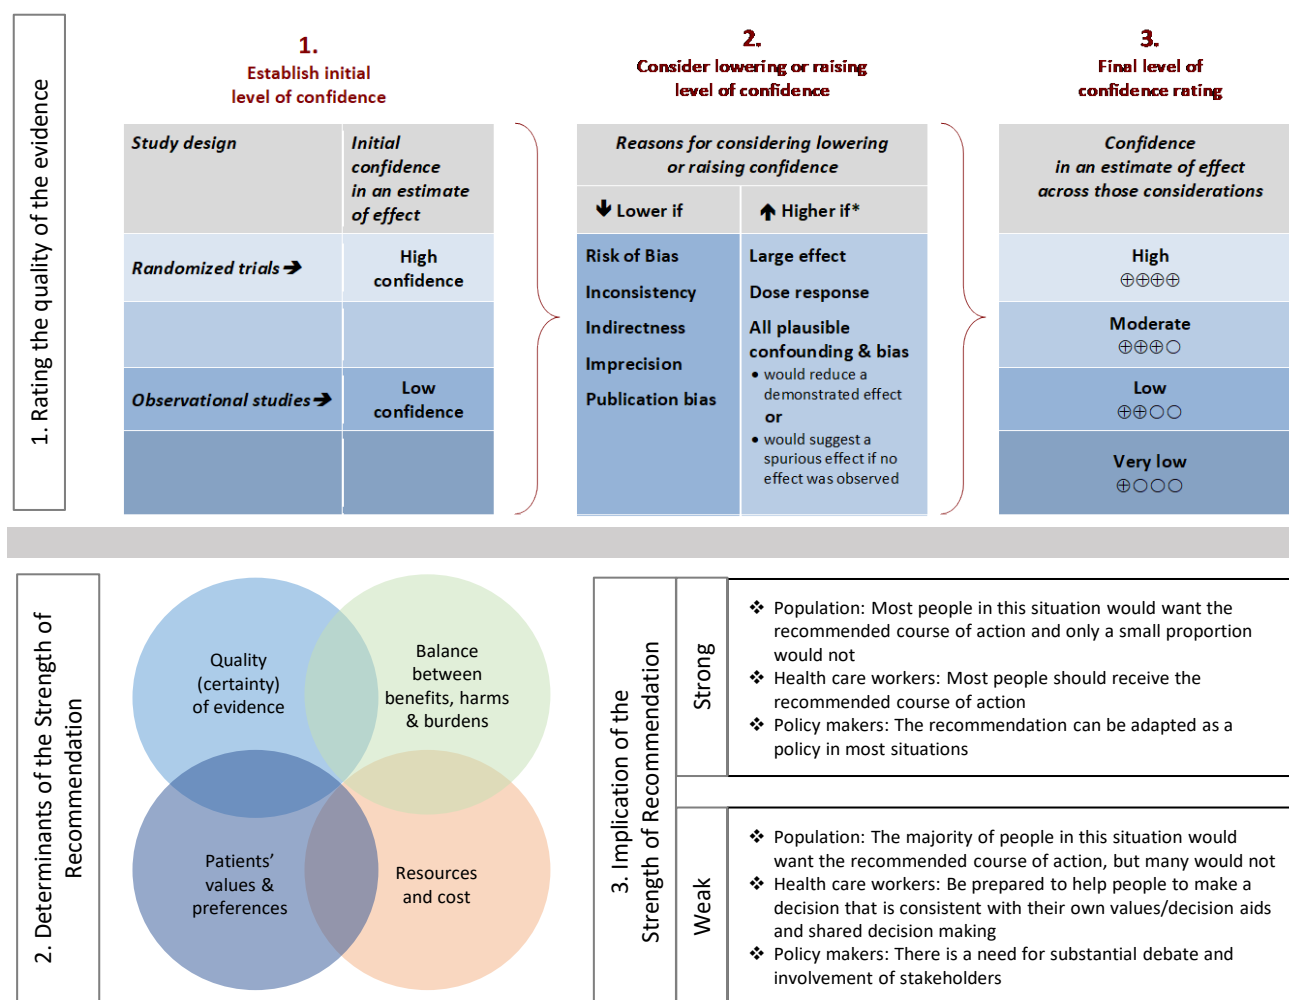 1. Rating the quality of the evidence
1.
Establish initial
level of confidence
Study design
Initial
confidence
in an estimate
of effect
Randomized trials➔
High
confidence
Observational studies➔
Low
confidence
2.
Consider lowering or raising
level of confidence
Reasons for considering lowering
or raising confidence
🡇 Lower if
🡅 Higher if*
Risk of Bias
Inconsistency
Indirectness
Imprecision
Publication bias
Large effect
Dose response
All plausible
confounding & bias
• would reduce a
demonstrated effect
or
• would suggest a
spurious effect if no
effect was observed
3.
Final level of
confidence rating
Confidence
in an estimate of effect
across those considerations
High
⊕⊕⊕⊕
Moderate
⊕⊕⊕○
Low
⊕⊕○○
Very low
⊕○○○
2. Determinants of the Strength of
Recommendation
Quality
(certainty)
of evidence
Balance
between
benefits, harms
& burdens
Patients’
values &
preferences
Resources
and cost
3. Implication of the
Strength of Recommendation
Strong
❖ Population: Most people in this situation would want the
recommended course of action and only a small proportion
would not
❖ Health care workers: Most people should receive the
recommended course of action
❖ Policy makers: The recommendation can be adapted as a
policy in most situations
Weak
❖ Population: The majority of people in this situation would
want the recommended course of action, but many would not
❖ Health care workers: Be prepared to help people to make a
decision that is consistent with their own values/decision aids
and shared decision making
❖ Policy makers: There is a need for substantial debate and
involvement of stakeholders